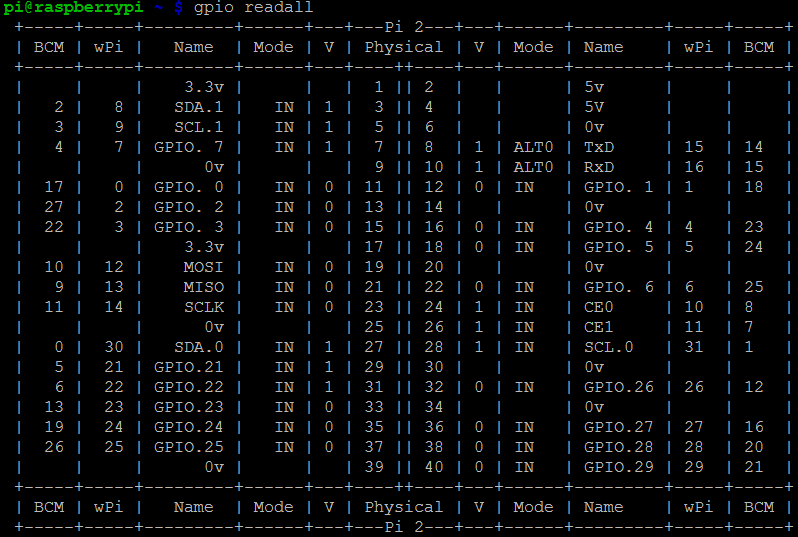 pi@raspberrypi ~ $ gpio readall
 +-----+-----+---------+------+---+---Pi 2---+---+------+---------+-----+-----+
 | BCM | wPi |   Name  | Mode | V | Physical | V | Mode | Name    | wPi | BCM |
 +-----+-----+---------+------+---+----++----+---+------+---------+-----+-----+
 |     |     |    3.3v |      |   |  1 || 2  |   |      | 5v      |     |     |
 |   2 |   8 |   SDA.1 |   IN | 1 |  3 || 4  |   |      | 5V      |     |     |
 |   3 |   9 |   SCL.1 |   IN | 1 |  5 || 6  |   |      | 0v      |     |     |
 |   4 |   7 | GPIO. 7 |   IN | 1 |  7 || 8  | 1 | ALT0 | TxD     | 15  | 14  |
 |     |     |      0v |      |   |  9 || 10 | 1 | ALT0 | RxD     | 16  | 15  |
 |  17 |   0 | GPIO. 0 |   IN | 0 | 11 || 12 | 0 | IN   | GPIO. 1 | 1   | 18  |
 |  27 |   2 | GPIO. 2 |   IN | 0 | 13 || 14 |   |      | 0v      |     |     |
 |  22 |   3 | GPIO. 3 |   IN | 0 | 15 || 16 | 0 | IN   | GPIO. 4 | 4   | 23  |
 |     |     |    3.3v |      |   | 17 || 18 | 0 | IN   | GPIO. 5 | 5   | 24  |
 |  10 |  12 |    MOSI |   IN | 0 | 19 || 20 |   |      | 0v      |     |     |
 |   9 |  13 |    MISO |   IN | 0 | 21 || 22 | 0 | IN   | GPIO. 6 | 6   | 25  |
 |  11 |  14 |    SCLK |   IN | 0 | 23 || 24 | 1 | IN   | CE0     | 10  | 8   |
 |     |     |      0v |      |   | 25 || 26 | 1 | IN   | CE1     | 11  | 7   |
 |   0 |  30 |   SDA.0 |   IN | 1 | 27 || 28 | 1 | IN   | SCL.0   | 31  | 1   |
 |   5 |  21 | GPIO.21 |   IN | 1 | 29 || 30 |   |      | 0v      |     |     |
 |   6 |  22 | GPIO.22 |   IN | 1 | 31 || 32 | 0 | IN   | GPIO.26 | 26  | 12  |
 |  13 |  23 | GPIO.23 |   IN | 0 | 33 || 34 |   |      | 0v      |     |     |
 |  19 |  24 | GPIO.24 |   IN | 0 | 35 || 36 | 0 | IN   | GPIO.27 | 27  | 16  |
 |  26 |  25 | GPIO.25 |   IN | 0 | 37 || 38 | 0 | IN   | GPIO.28 | 28  | 20  |
 |     |     |      0v |      |   | 39 || 40 | 0 | IN   | GPIO.29 | 29  | 21  |
 +-----+-----+---------+------+---+----++----+---+------+---------+-----+-----+
 | BCM | wPi |   Name  | Mode | V | Physical | V | Mode | Name    | wPi | BCM |
 +-----+-----+---------+------+---+---Pi 2---+---+------+---------+-----+-----+